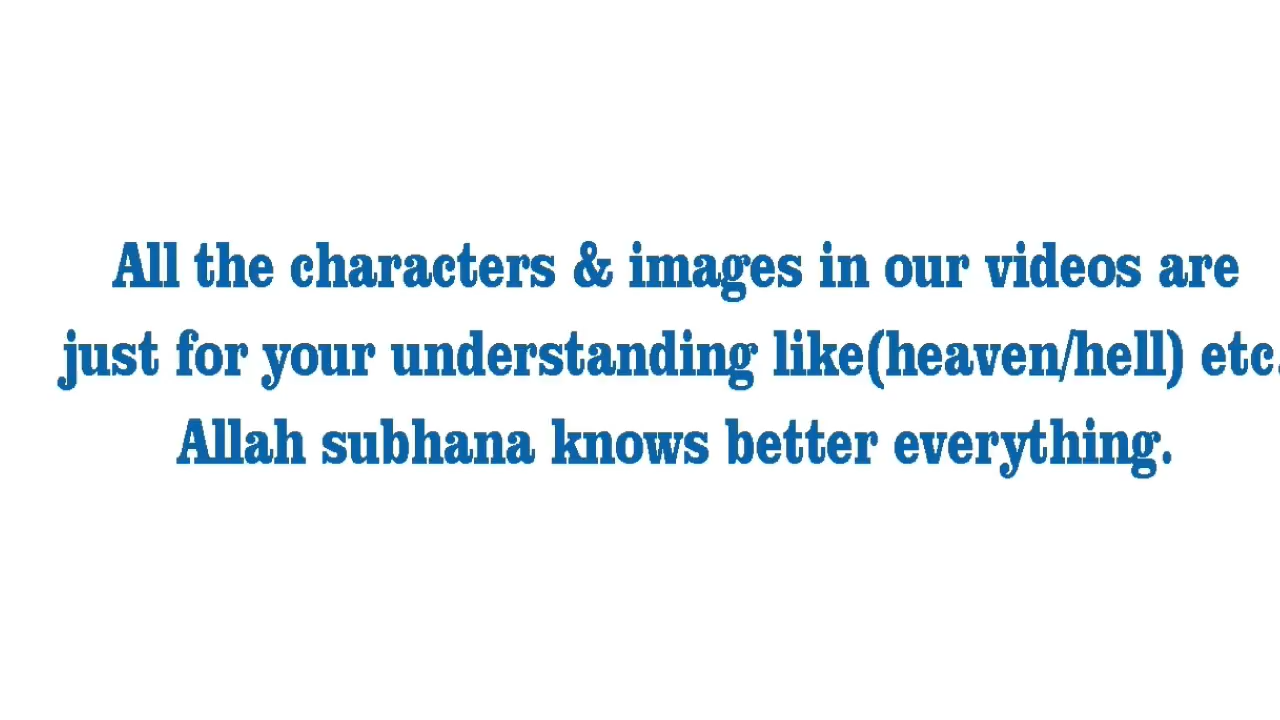 All the characters & images in our videos are
just for your understanding like(heaven/hell) etc.
Allah subhana knows better everything.